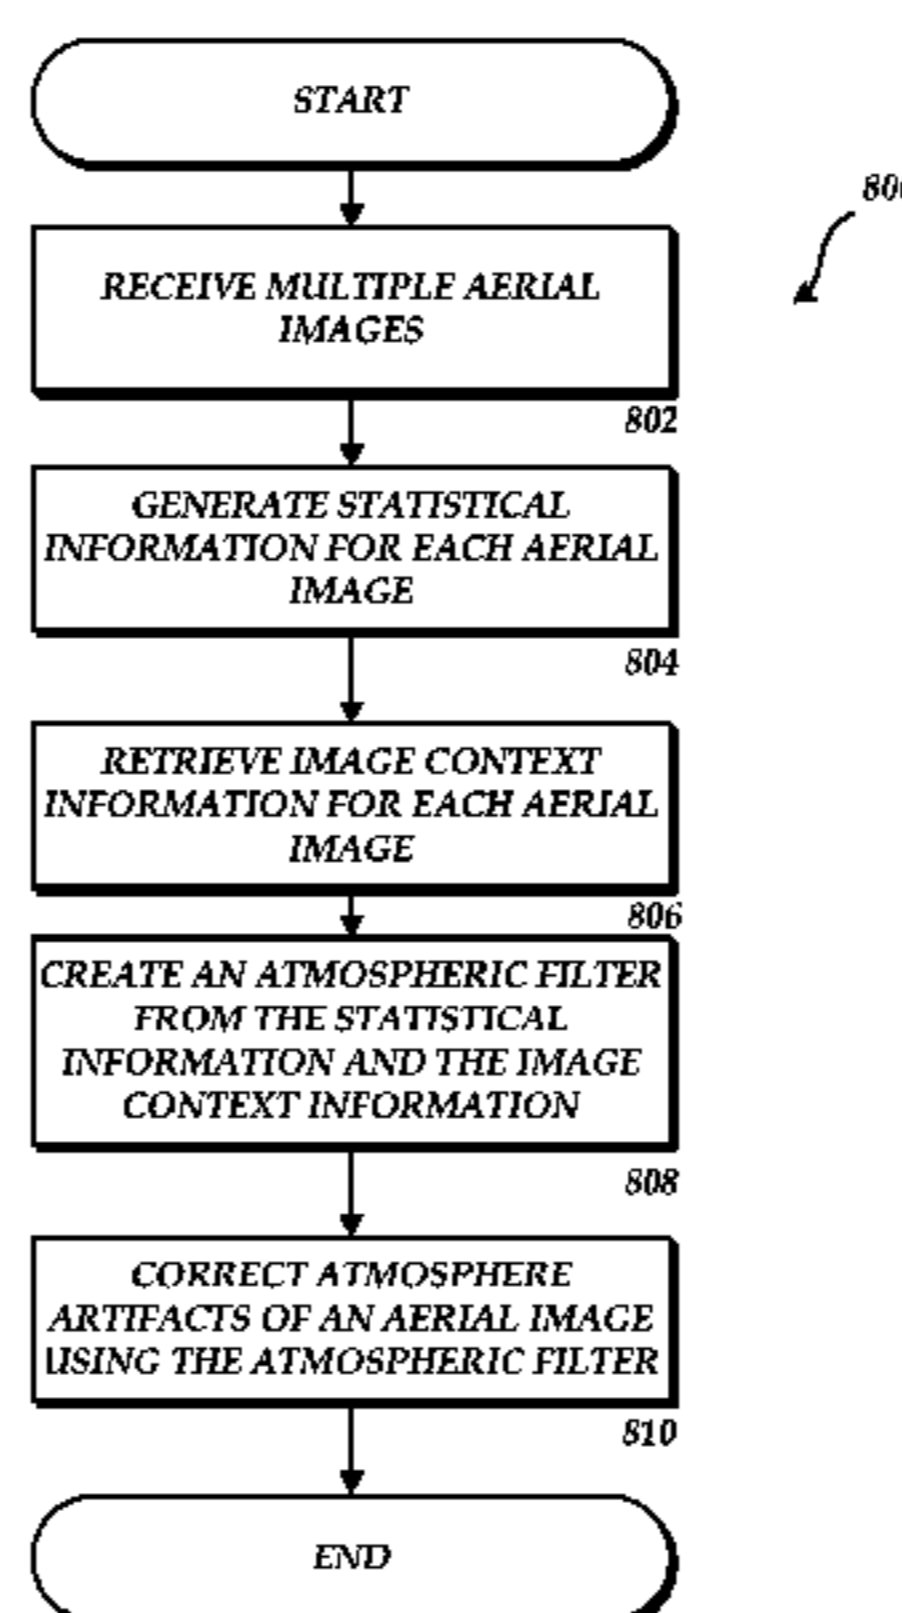 START
800
RECEIVE MULTIPLE AERIAL
IMAGES
802
GENERATE STATISTICAL
INFORMATION FOR EACH AERIAL
IMAGE
804
RETRIEVE IMAGE CONTEXT
INFORMATION FOR EACH AERIAL
IMAGE
806
CREATE AN ATMOSPHERIC FILTER
FROM THE STATISTICAL
INFORMATION AND THE IMAGE
CONTEXT INFORMATION
808
CORRECT ATMOSPHERE
ARTIFACTS OF AN AERIAL IMAGE
USING THE ATMOSPHERIC FILTER
810
END